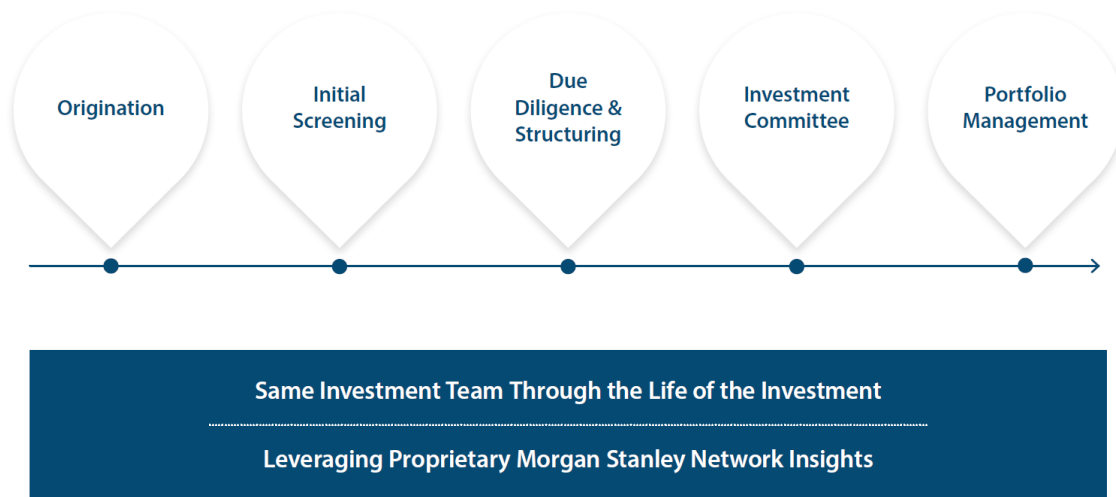 Origination
Initial
Screening
Due
Diligence &
Structuring
Investment
Committee
Portfolio
Management
Same Investment Team Through the Life of the Investment
Leveraging Proprietary Morgan Stanley Network Insights